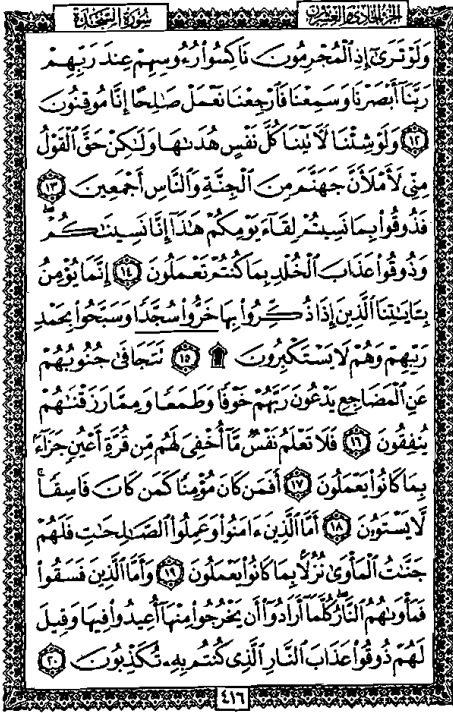 الجزء الحادي والعشرون سورة السجدة
وَلَوْ تَرَىٰٓ إِذِ ٱلْمُجْرِمُونَ نَاكِسُوا۟ رُءُوسِهِمْ عِندَ رَبِّهِمْ
رَبَّنَآ أَبْصَرْنَا وَسَمِعْنَا فَٱرْجِعْنَا نَعْمَلْ صَٰلِحًا إِنَّا مُوقِنُونَ
١٢ وَلَوْ شِئْنَا لَءَاتَيْنَا كُلَّ نَفْسٍ هُدَىٰهَا وَلَٰكِنْ حَقَّ ٱلْقَوْلُ
مِنِّى لَأَمْلَأَنَّ جَهَنَّمَ مِنَ ٱلْجِنَّةِ وَٱلنَّاسِ أَجْمَعِينَ ١٣
فَذُوقُوا۟ بِمَا نَسِيتُمْ لِقَآءَ يَوْمِكُمْ هَٰذَآ إِنَّا نَسِينَٰكُمْ ۖ
وَذُوقُوا۟ عَذَابَ ٱلْخُلْدِ بِمَا كُنتُمْ تَعْمَلُونَ ١٤ إِنَّمَا يُؤْمِنُ
بِـَٔايَٰتِنَا ٱلَّذِينَ إِذَا ذُكِّرُوا۟ بِهَا خَرُّوا۟ سُجَّدًا وَسَبَّحُوا۟ بِحَمْدِ
رَبِّهِمْ وَهُمْ لَا يَسْتَكْبِرُونَ ۩ ١٥ تَتَجَافَىٰ جُنُوبُهُمْ
عَنِ ٱلْمَضَاجِعِ يَدْعُونَ رَبَّهُمْ خَوْفًا وَطَمَعًا وَمِمَّا رَزَقْنَٰهُمْ
يُنفِقُونَ ١٦ فَلَا تَعْلَمُ نَفْسٌ مَّآ أُخْفِىَ لَهُم مِّن قُرَّةِ أَعْيُنٍ جَزَآءًۢ
بِمَا كَانُوا۟ يَعْمَلُونَ ١٧ أَفَمَن كَانَ مُؤْمِنًا كَمَن كَانَ فَاسِقًا ۚ
لَّا يَسْتَوُۥنَ ١٨ أَمَّا ٱلَّذِينَ ءَامَنُوا۟ وَعَمِلُوا۟ ٱلصَّٰلِحَٰتِ فَلَهُمْ
جَنَّٰتُ ٱلْمَأْوَىٰ نُزُلًۢا بِمَا كَانُوا۟ يَعْمَلُونَ ١٩ وَأَمَّا ٱلَّذِينَ فَسَقُوا۟
فَمَأْوَىٰهُمُ ٱلنَّارُ ۖ كُلَّمَآ أَرَادُوٓا۟ أَن يَخْرُجُوا۟ مِنْهَآ أُعِيدُوا۟ فِيهَا وَقِيلَ
لَهُمْ ذُوقُوا۟ عَذَابَ ٱلنَّارِ ٱلَّذِى كُنتُم بِهِۦ تُكَذِّبُونَ ٢٠
٤١٦